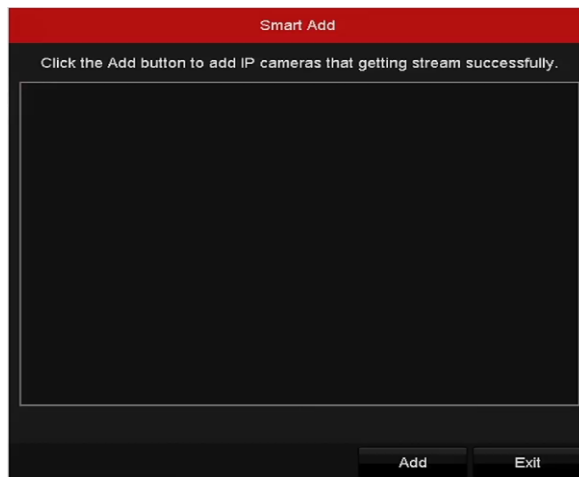 Smart Add
Click the Add button to add IP cameras that getting stream successfully.
Add
Exit